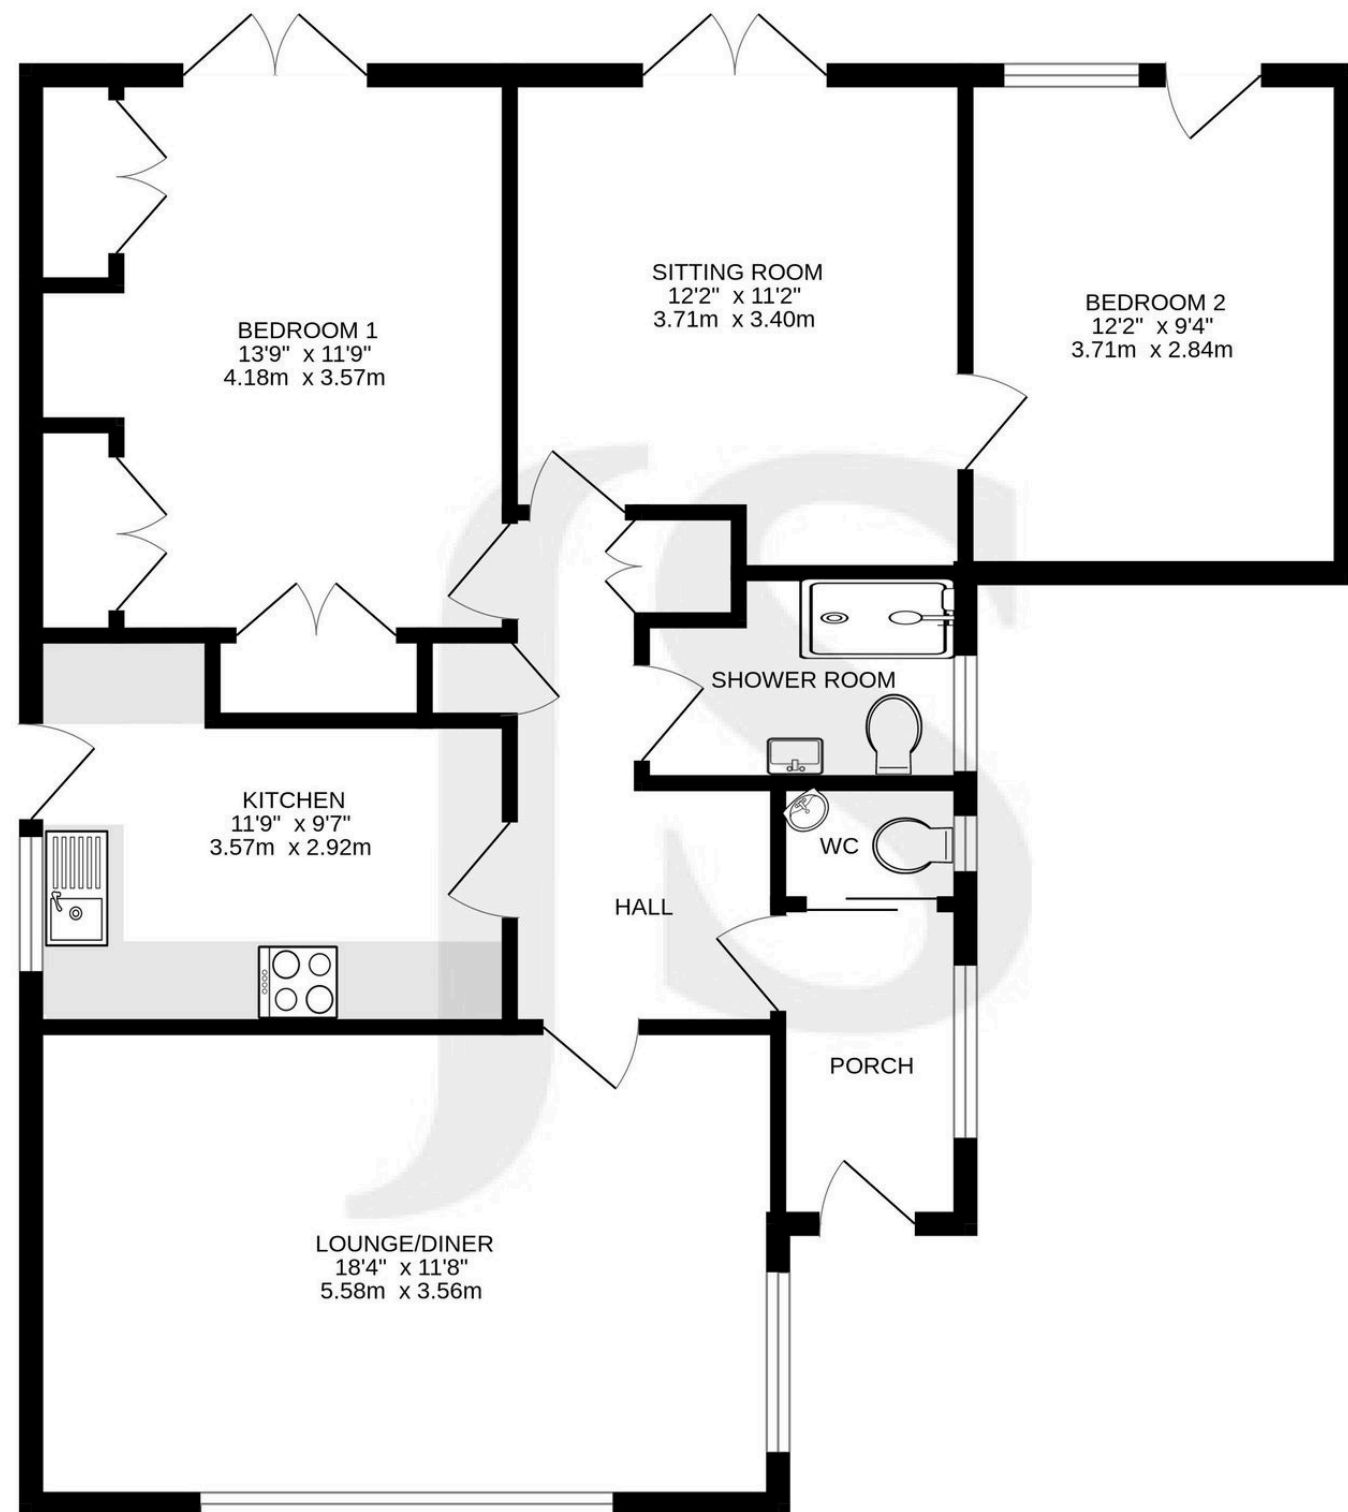 SITTING ROOM
12'2" x 11'2"
3.71m x 3.40m
BEDROOM 2
12'2" x 9'4"
3.71m x 2.84m
BEDROOM 1
13'9" x 11'9"
4.18m x 3.57m
SHOWER ROOM
KITCHEN
11'9" x 9'7"
3.57m x 2.92m
WC
HALL
PORCH
LOUNGE/DINER
18'4" x 11'8"
5.58m x 3.56m
JS